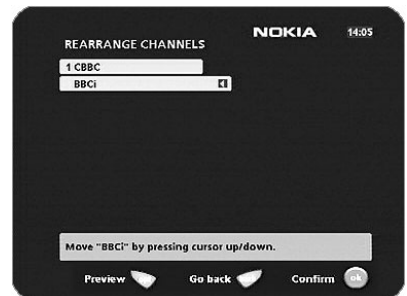 NOKIA 14:05
REARRANGE CHANNELS
1 CBBC
BBCi
Move "BBCi" by pressing cursor up/down.
Preview Go back Confirm ok